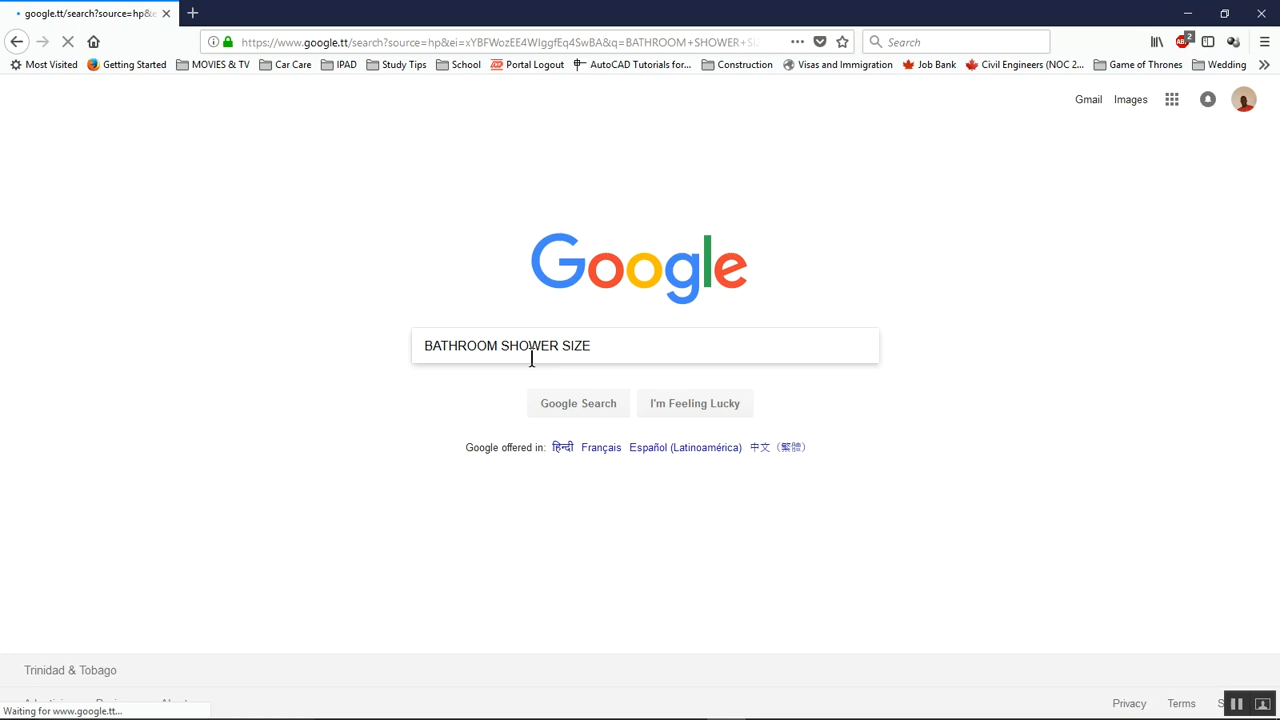 google.tt/search?source=hp&e
https://www.google.tt/search?source=hp&ei=xYBFWozEE4WIggfEq4SwBA&q=BATHROOM+SHOWER+SI
Search
2
Most Visited Getting Started MOVIES & TV Car Care IPAD Study Tips School Portal Logout AutoCAD Tutorials for... Construction Visas and Immigration Job Bank Civil Engineers (NOC 2... Game of Thrones Wedding
Gmail Images
Google
BATHROOM SHOWER SIZE
Google Search I'm Feeling Lucky
Google offered in: हिन्दी Français Español (Latinoamérica) 中文（繁體）
Trinidad & Tobago
Privacy Terms
Waiting for www.google.tt...